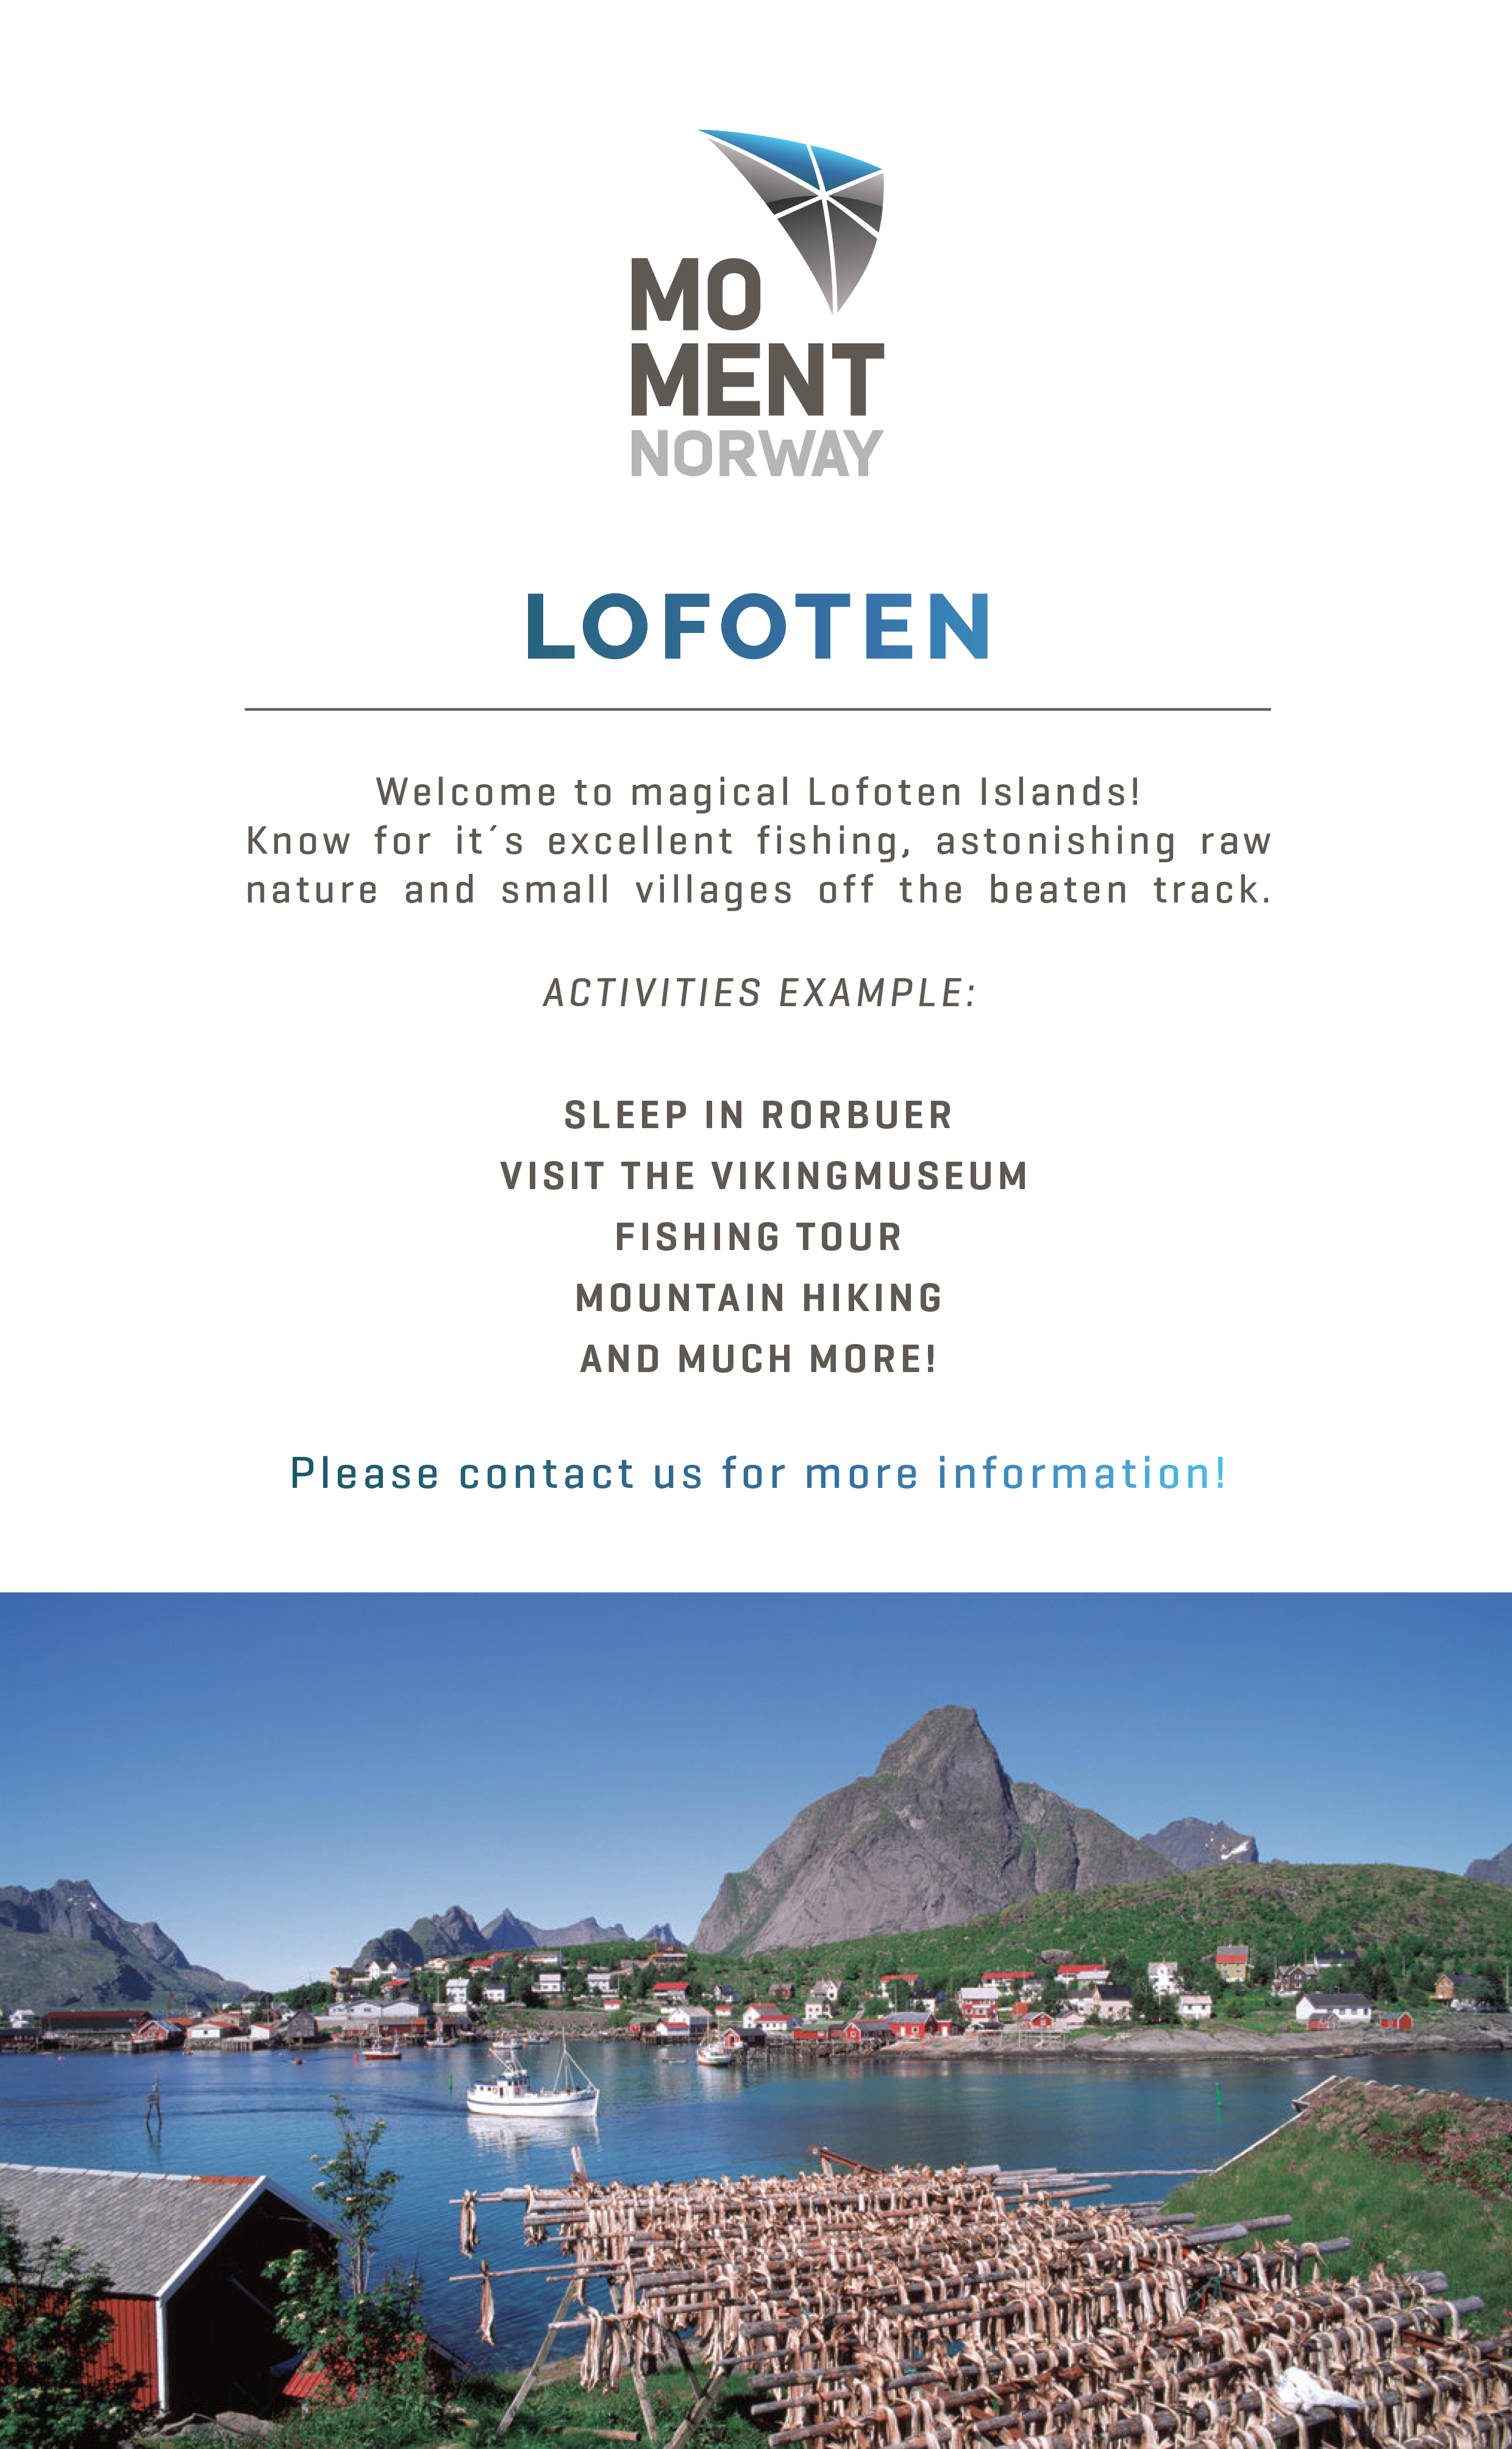 MO
MENT
NORWAY
LOFOTEN
Welcome to magical Lofoten Islands!
Know for it´s excellent fishing, astonishing raw
nature and small villages off the beaten track.
ACTIVITIES EXAMPLE:
SLEEP IN RORBUER
VISIT THE VIKINGMUSEUM
FISHING TOUR
MOUNTAIN HIKING
AND MUCH MORE!
Please contact us for more information!